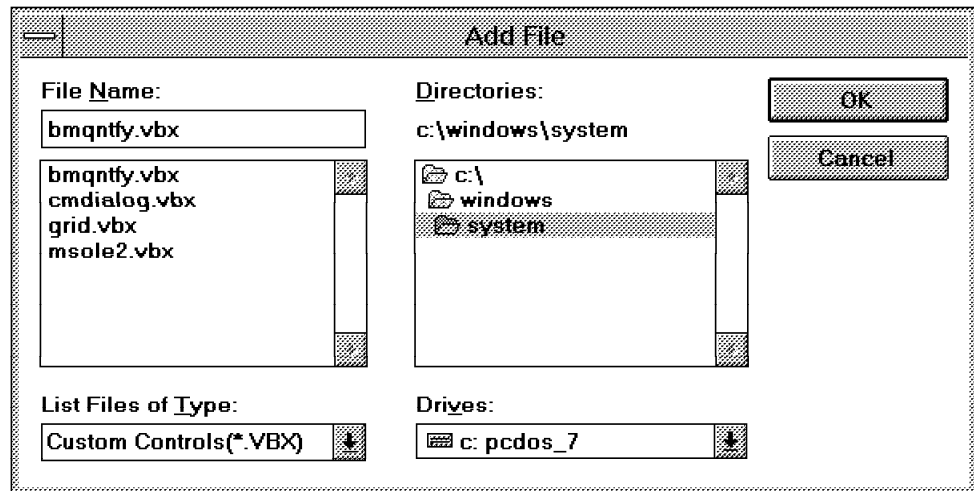 Add File
File Name:
bmqntfy.vbx
bmqntfy.vbx
cmdialog.vbx
grid.vbx
msole2.vbx
List Files of Type:
Custom Controls(*.VBX)
Directories:
c:\windows\system
c:\
windows
system
Drives:
c: pcdos_7
OK
Cancel